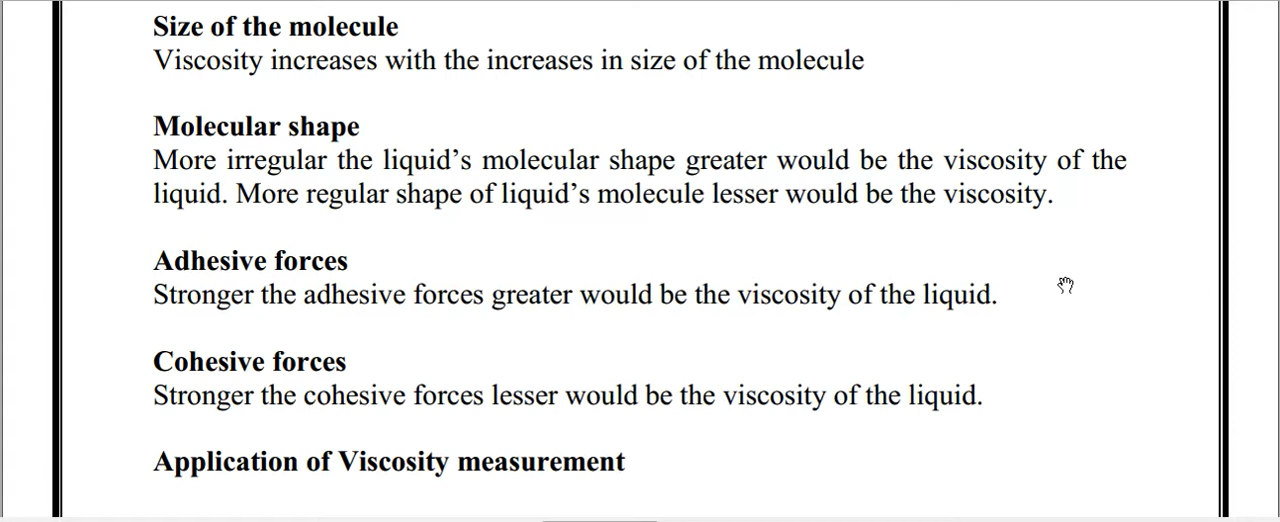 Size of the molecule
Viscosity increases with the increases in size of the molecule
Molecular shape
More irregular the liquid’s molecular shape greater would be the viscosity of the
liquid. More regular shape of liquid’s molecule lesser would be the viscosity.
Adhesive forces
Stronger the adhesive forces greater would be the viscosity of the liquid.
Cohesive forces
Stronger the cohesive forces lesser would be the viscosity of the liquid.
Application of Viscosity measurement